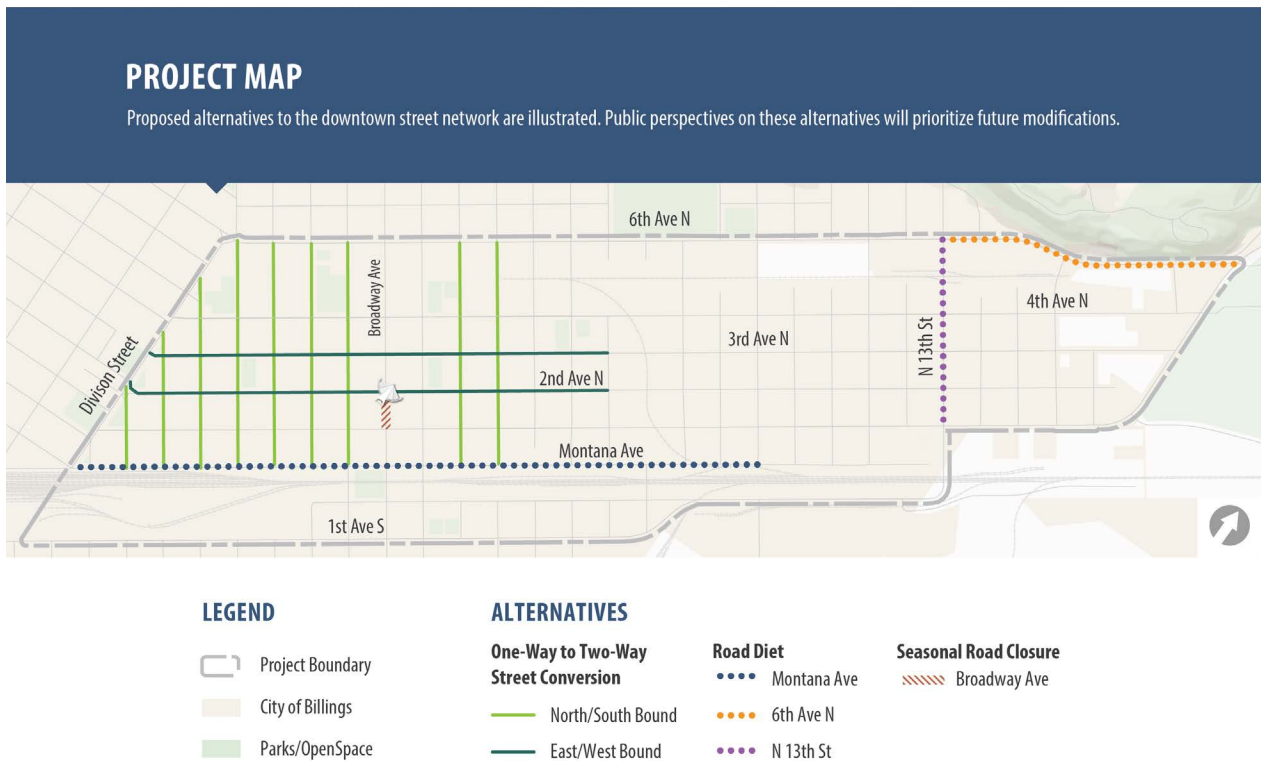 PROJECT MAP
Proposed alternatives to the downtown street network are illustrated. Public perspectives on these alternatives will prioritize future modifications.
6th Ave N
Broadway Ave
4th Ave N
N 13th St
3rd Ave N
Divison Street
2nd Ave N
Montana Ave
1st Ave S
LEGEND
Project Boundary
City of Billings
Parks/OpenSpace
ALTERNATIVES
One-Way to Two-Way
Street Conversion
North/South Bound
East/West Bound
Road Diet
Montana Ave
6th Ave N
N 13th St
Seasonal Road Closure
Broadway Ave